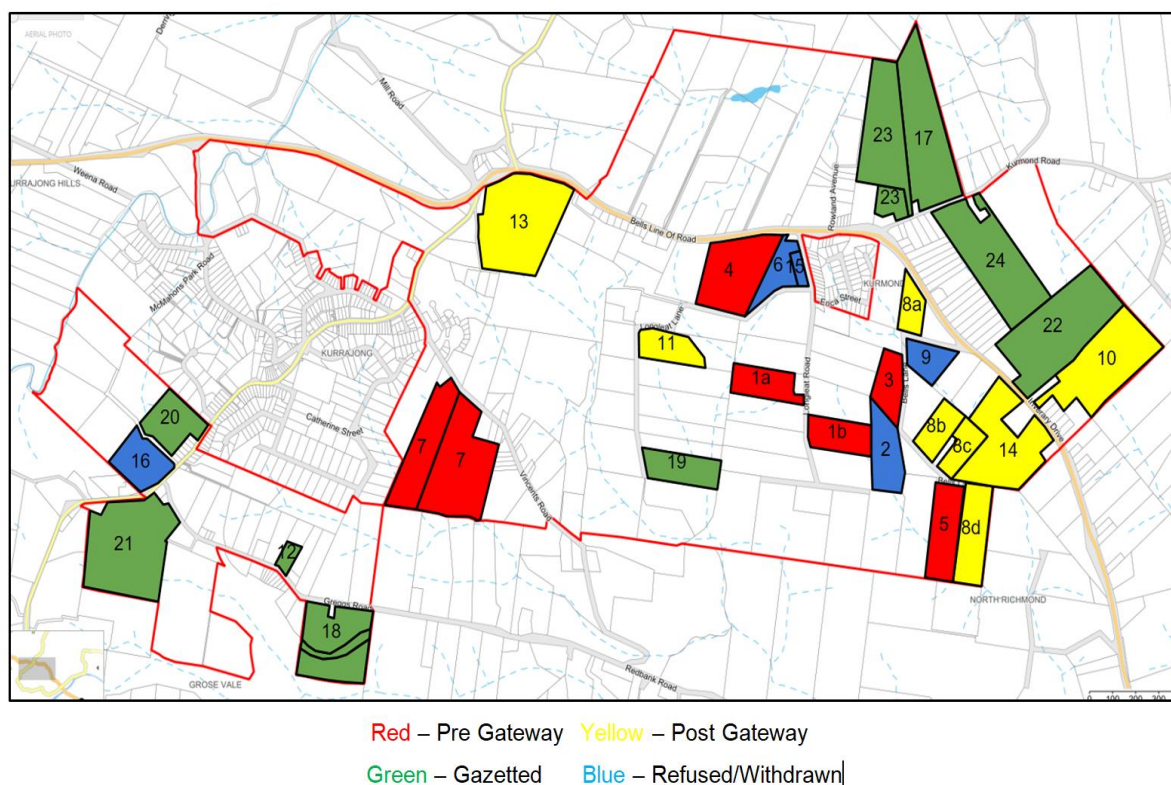 AERIAL PHOTO
Mill Road
Weena Road
KURRAJONG HILLS
McMahons Park Road
KURRAJONG
Catherine Street
Vincents Road
Bells Line Of Road
Rowland Avenue
Kurmond Road
KURMOND
Erica Street
Longleat Lane
Longleat Road
Bells Lane
Inverary Drive
NORTH RICHMOND
Greggs Road
Redbank Road
GROSE VALE
23
17
23
13
24
4
6
15
8a
22
10
11
9
1a
3
20
8b
8c
14
1b
2
16
7
7
19
5
8d
21
12
18
0 100 200 300
Red – Pre Gateway Yellow – Post Gateway
Green – Gazetted Blue – Refused/Withdrawn